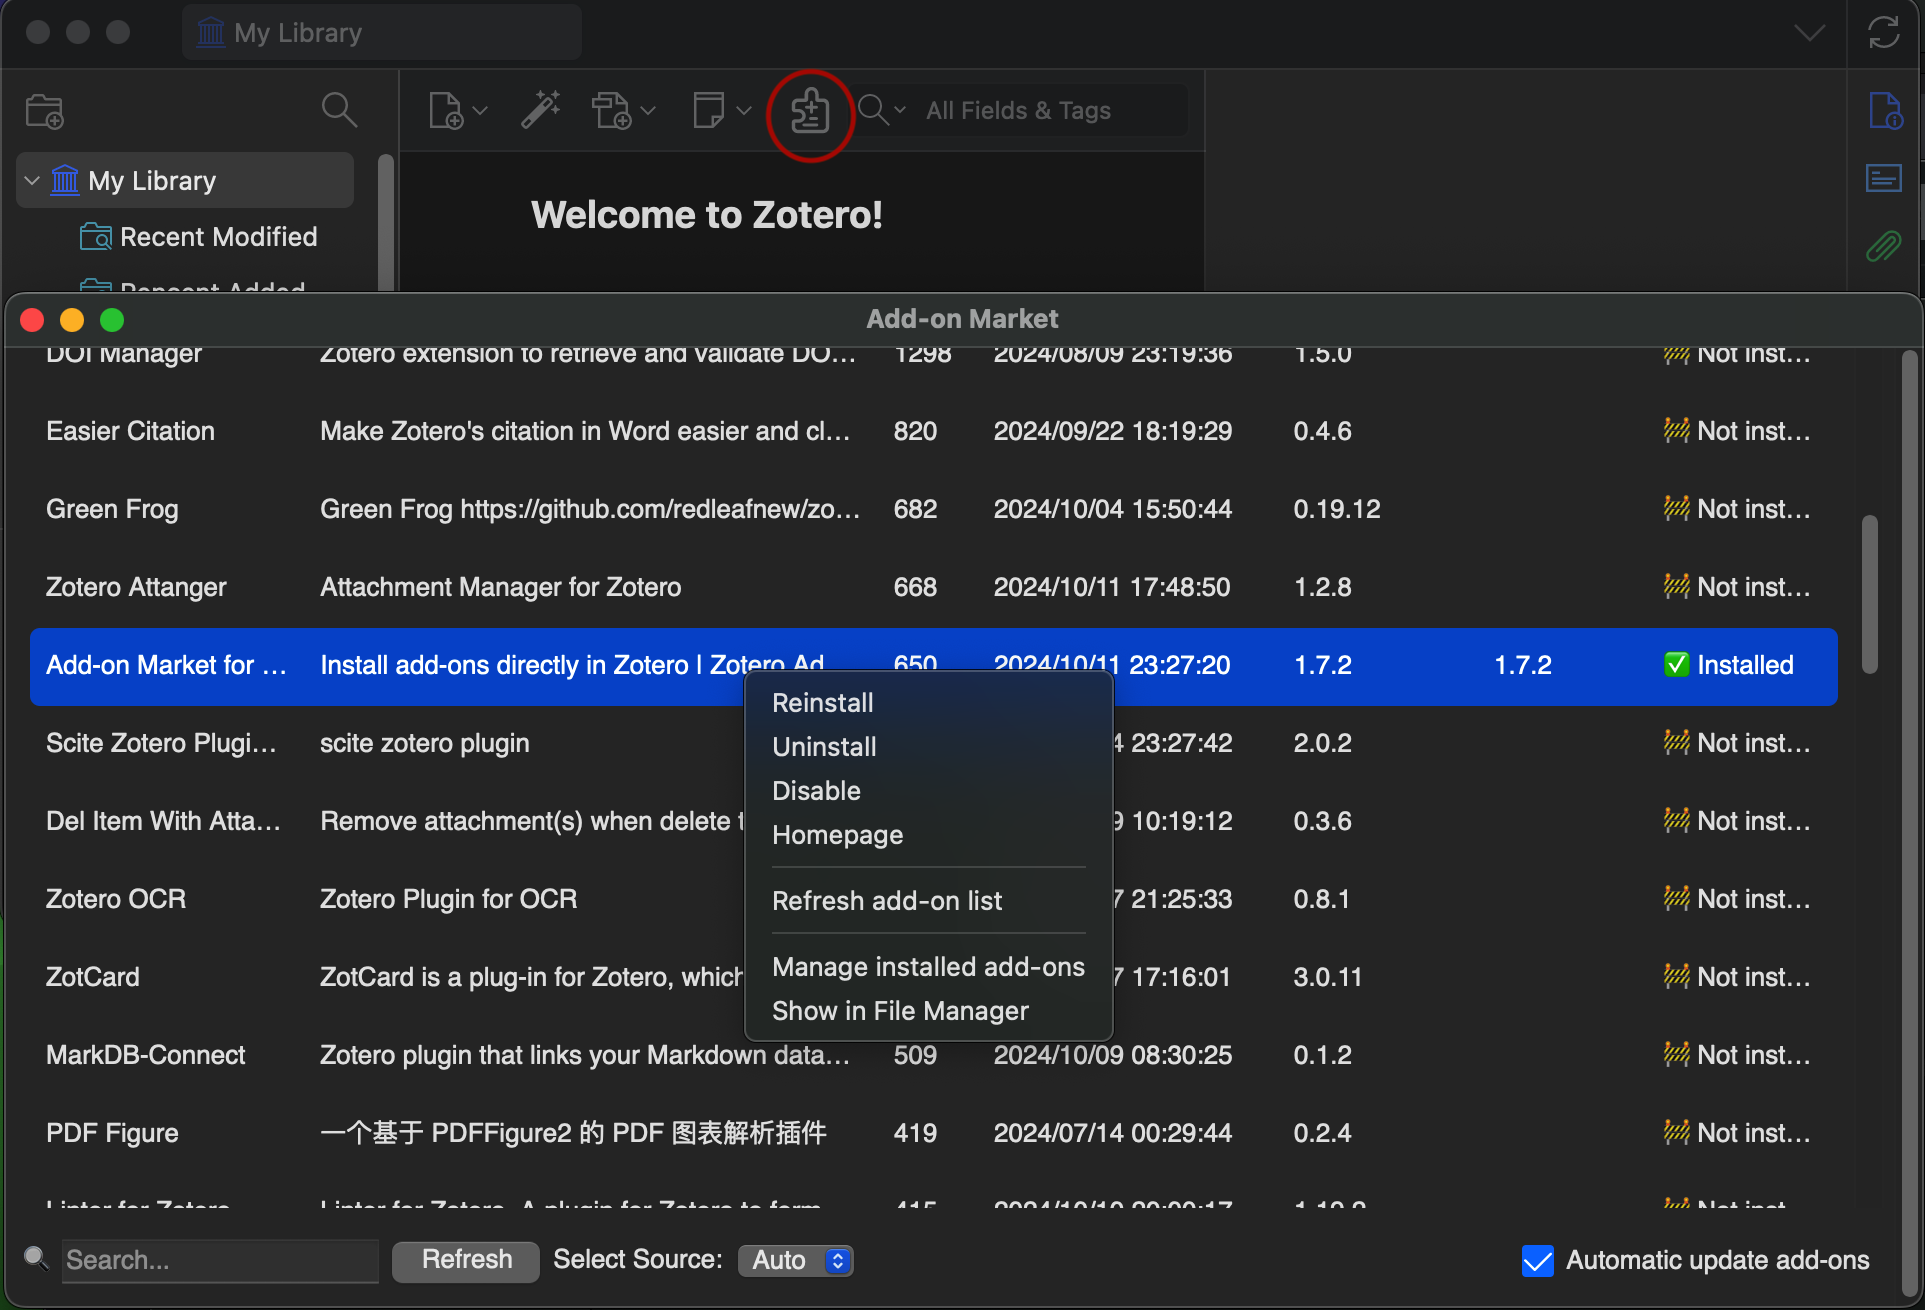 My Library
All Fields & Tags
My Library
Welcome to Zotero!
Recent Modified
Rencent Added
Add-on Market
DOI Manager Zotero extension to retrieve and validate DO... 1298 2024/08/09 23:19:36 1.5.0 Not inst...
Easier Citation Make Zotero's citation in Word easier and cl... 820 2024/09/22 18:19:29 0.4.6 Not inst...
Green Frog Green Frog https://github.com/redleafnew/zo... 682 2024/10/04 15:50:44 0.19.12 Not inst...
Zotero Attanger Attachment Manager for Zotero 668 2024/10/11 17:48:50 1.2.8 Not inst...
Add-on Market for ... Install add-ons directly in Zotero | Zotero Ad 650 2024/10/11 23:27:20 1.7.2 1.7.2 Installed
Reinstall
Scite Zotero Plugi... scite zotero plugin 4 23:27:42 2.0.2 Not inst...
Uninstall
Disable
Del Item With Atta... Remove attachment(s) when delete t 9 10:19:12 0.3.6 Not inst...
Homepage
Zotero OCR Zotero Plugin for OCR 7 21:25:33 0.8.1 Not inst...
Refresh add-on list
ZotCard ZotCard is a plug-in for Zotero, which 7 17:16:01 3.0.11 Not inst...
Manage installed add-ons
Show in File Manager
MarkDB-Connect Zotero plugin that links your Markdown data... 509 2024/10/09 08:30:25 0.1.2 Not inst...
PDF Figure 一个基于 PDFFigure2 的 PDF 图表解析插件 419 2024/07/14 00:29:44 0.2.4 Not inst...
Linter for Zotero Linter for Zotero. A plugin for Zotero to form
Search... Refresh Select Source: Auto Automatic update add-ons